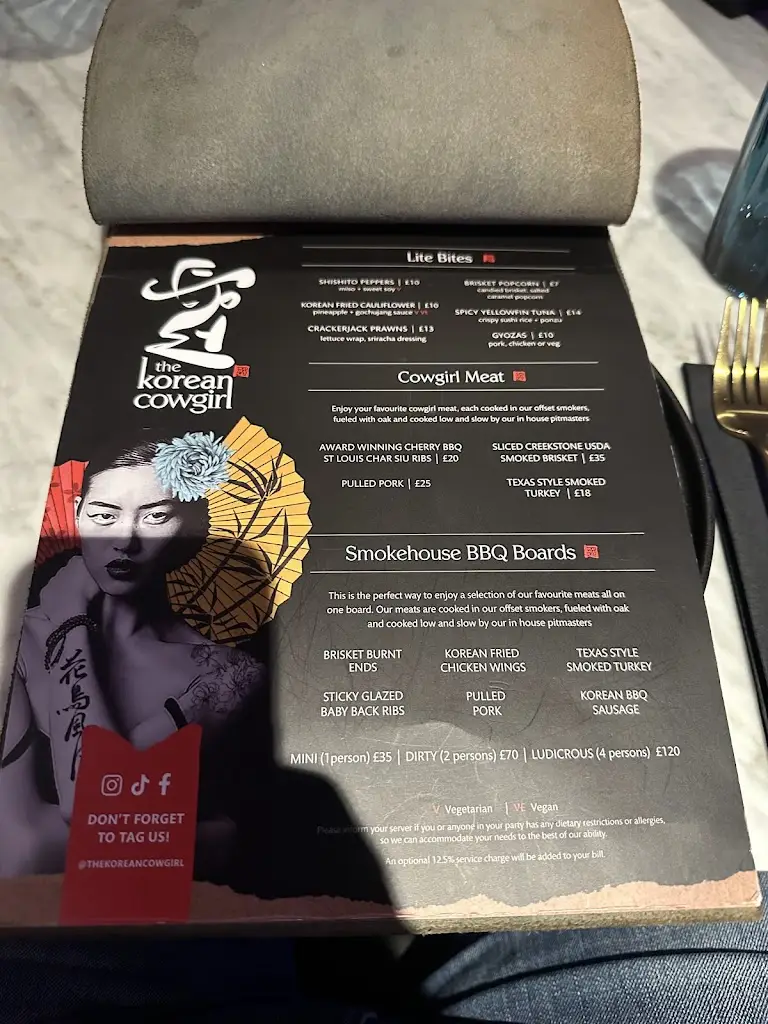 the
korean
cowgirl
Lite Bites
SHISHITO PEPPERS | £10
miso + sweet soy V
KOREAN FRIED CAULIFLOWER | £10
pineapple + gochujang sauce V VE
CRACKERJACK PRAWNS | £13
lettuce wrap, sriracha dressing
BRISKET POPCORN | £7
candied brisket, salted
caramel popcorn
SPICY YELLOWFIN TUNA | £14
crispy sushi rice + ponzu
GYOZAS | £10
pork, chicken or veg
Cowgirl Meat
Enjoy your favourite cowgirl meat, each cooked in our offset smokers,
fueled with oak and cooked low and slow by our in house pitmasters
AWARD WINNING CHERRY BBQ
ST LOUIS CHAR SIU RIBS | £20
SLICED CREEKSTONE USDA
SMOKED BRISKET | £35
PULLED PORK | £25
TEXAS STYLE SMOKED
TURKEY | £18
Smokehouse BBQ Boards
This is the perfect way to enjoy a selection of our favourite meats all on
one board. Our meats are cooked in our offset smokers, fueled with oak
and cooked low and slow by our in house pitmasters
BRISKET BURNT
ENDS
KOREAN FRIED
CHICKEN WINGS
TEXAS STYLE
SMOKED TURKEY
STICKY GLAZED
BABY BACK RIBS
PULLED
PORK
KOREAN BBQ
SAUSAGE
MINI (1person) £35 | DIRTY (2 persons) £70 | LUDICROUS (4 persons) £120
V Vegetarian | VE Vegan
Please inform your server if you or anyone in your party has any dietary restrictions or allergies,
so we can accommodate your needs to the best of our ability.
An optional 12.5% service charge will be added to your bill.
花鳥風月
DON'T FORGET
TO TAG US!
@THEKOREANCOWGIRL